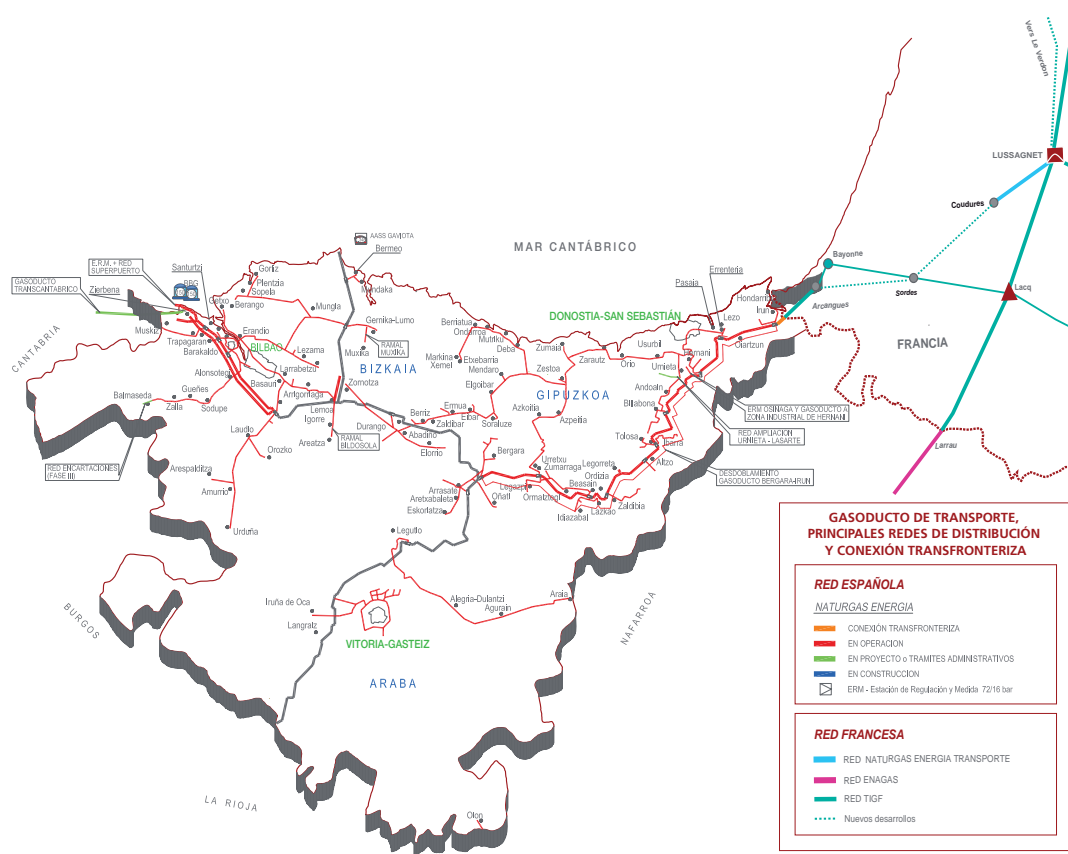 Vers Le Verdon
LUSSAGNET
Coudures
MAR CANTÁBRICO
AASS GAVIOTA
Bermeo
Mundaka
E.R.M. + RED
SUPERPUERTO
Santurtzi
BBG
GASODUCTO
TRANSCANTABRICO
Zierbena
Gorliz
Plentzia
Sopela
Getxo
Berango
Mungia
Errenteria
Pasaia
Hondarribi
Bayonne
Sordes
Lacq
Arcangues
Irun
Lezo
Oiartzun
DONOSTIA-SAN SEBASTIÁN
FRANCIA
CANTABRIA
Muskiz
Trapagaran
Barakaldo
Erandio
BILBAO
Alonsotegi
Basauri
Lezama
Larrabetzu
Arrigorriaga
Gernika-Lumo
Muxika
RAMAL
MUXIKA
BIZKAIA
Zornotza
Lemoa
Igorre
Areatza
RAMAL
BILDOSOLA
Berriatua
Ondarroa
Mutriku
Deba
Markina
Xemei
Etxebarria
Mendaro
Elgoibar
Zumaia
Zarautz
Zestoa
Orio
Usurbil
Hernani
Urnieta
Andoain
Billabona
GIPUZKOA
Azkoitia
Azpeitia
Balmaseda
Zalla
Gueñes
Sodupe
Laudio
Orozko
Durango
Berriz
Zaldibar
Abadiño
Elorrio
Ermua
Eibar
Soraluze
Bergara
Tolosa
Ibarra
Altzo
ERM OSIÑAGA Y GASODUCTO A
ZONA INDUSTRIAL DE HERNANI
RED AMPLIACION
URNIETA - LASARTE
DESDOBLAMIENTO
GASODUCTO BERGARA-IRUN
RED ENCARTACIONES
(FASE III)
Arespalditza
Amurrio
Urduña
Arrasate
Aretxabaleta
Eskorlatza
Oñati
Urretxu
Zumarraga
Legazpi
Ormaiztegi
Beasain
Ordizia
Legorreta
Idiazabal
Lazkao
Zaldibia
Larrau
Legutio
Iruña de Oca
Langraitz
VITORIA-GASTEIZ
Alegria-Dulantzi
Agurain
Araia
ARABA
BURGOS
LA RIOJA
NAFARROA
Oion
GASODUCTO DE TRANSPORTE,
PRINCIPALES REDES DE DISTRIBUCIÓN
Y CONEXIÓN TRANSFRONTERIZA
RED ESPAÑOLA
NATURGAS ENERGIA
CONEXIÓN TRANSFRONTERIZA
EN OPERACION
EN PROYECTO o TRAMITES ADMINISTRATIVOS
EN CONSTRUCCION
ERM - Estación de Regulación y Medida 72/16 bar
RED FRANCESA
RED NATURGAS ENERGIA TRANSPORTE
RED ENAGAS
RED TIGF
Nuevos desarrollos